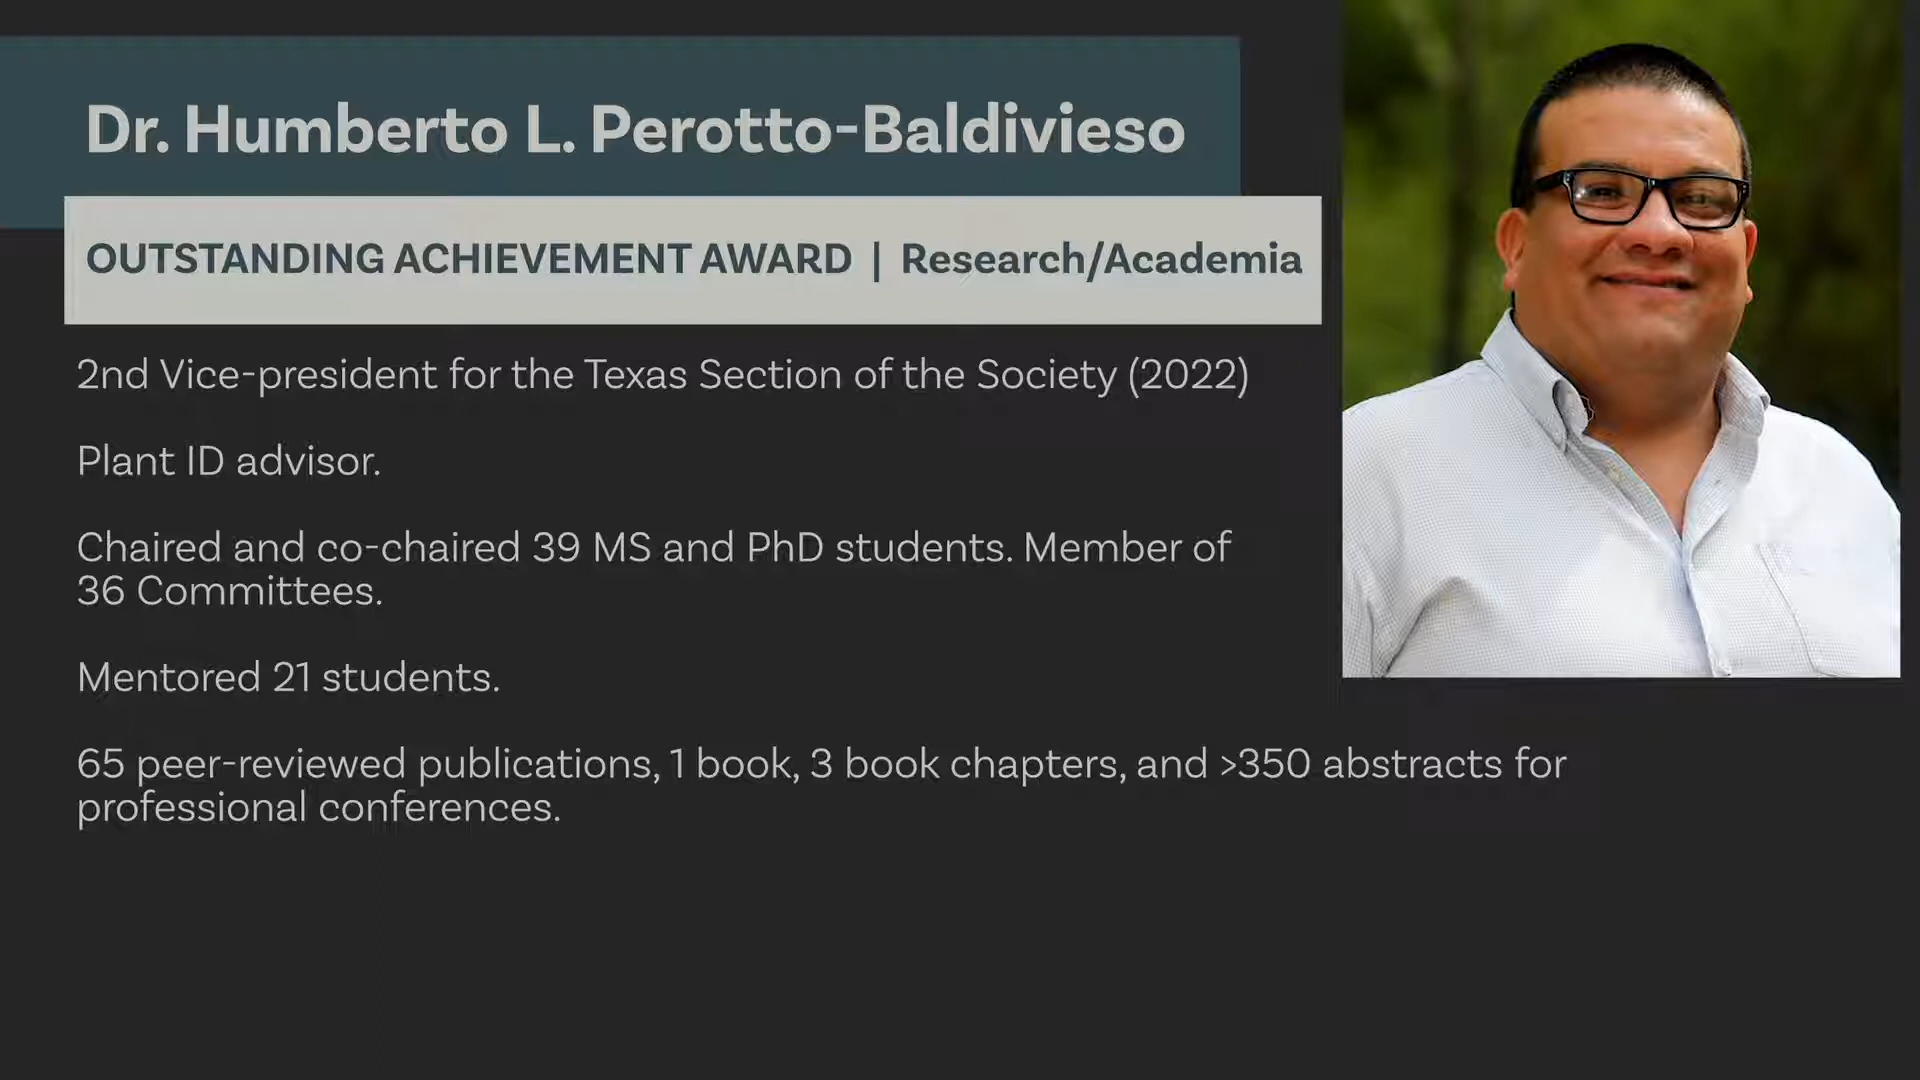 Dr. Humberto L. Perotto-Baldivieso
OUTSTANDING ACHIEVEMENT AWARD | Research/Academia
2nd Vice-president for the Texas Section of the Society (2022)
Plant ID advisor.
Chaired and co-chaired 39 MS and PhD students. Member of
36 Committees.
Mentored 21 students.
65 peer-reviewed publications, 1 book, 3 book chapters, and >350 abstracts for
professional conferences.